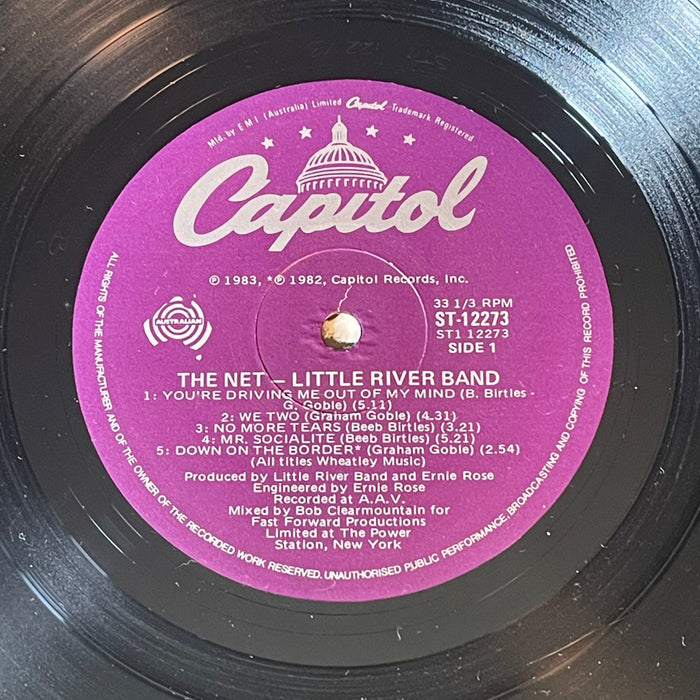 Mfd. by E M I (Australia) Limited Capitol Trademark Registered
Capitol
℗ 1983, *℗ 1982, Capitol Records, Inc.
AUSTRALIAN
33 1/3 RPM
ST-12273
ST1 12273
SIDE 1
THE NET – LITTLE RIVER BAND
1: YOU'RE DRIVING ME OUT OF MY MIND (B. Birtles -
G. Goble) (5.11)
2: WE TWO (Graham Goble) (4.31)
3: NO MORE TEARS (Beeb Birtles) (3.21)
4: MR. SOCIALITE (Beeb Birtles) (5.21)
5: DOWN ON THE BORDER* (Graham Goble) (2.54)
(All titles Wheatley Music)
Produced by Little River Band and Ernie Rose
Engineered by Ernie Rose
Recorded at A.A.V.
Mixed by Bob Clearmountain for
Fast Forward Productions
Limited at The Power
Station, New York
ALL RIGHTS OF THE MANUFACTURER AND OF THE OWNER OF THE RECORDED WORK RESERVED. UNAUTHORISED PUBLIC PERFORMANCE, BROADCASTING AND COPYING OF THIS RECORD PROHIBITED